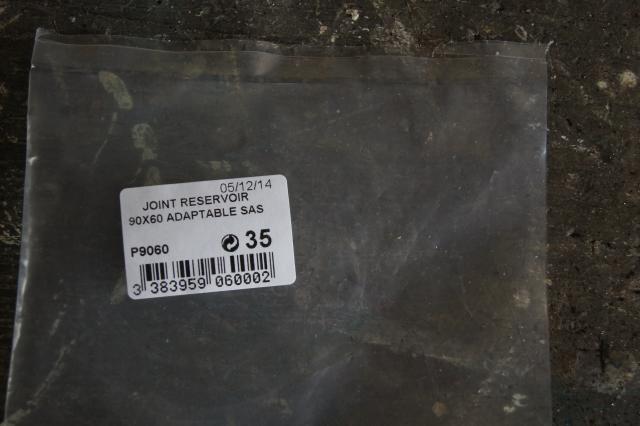 05/12/14
JOINT RESERVOIR
90X60 ADAPTABLE SAS
P9060 35
3 383959 060002